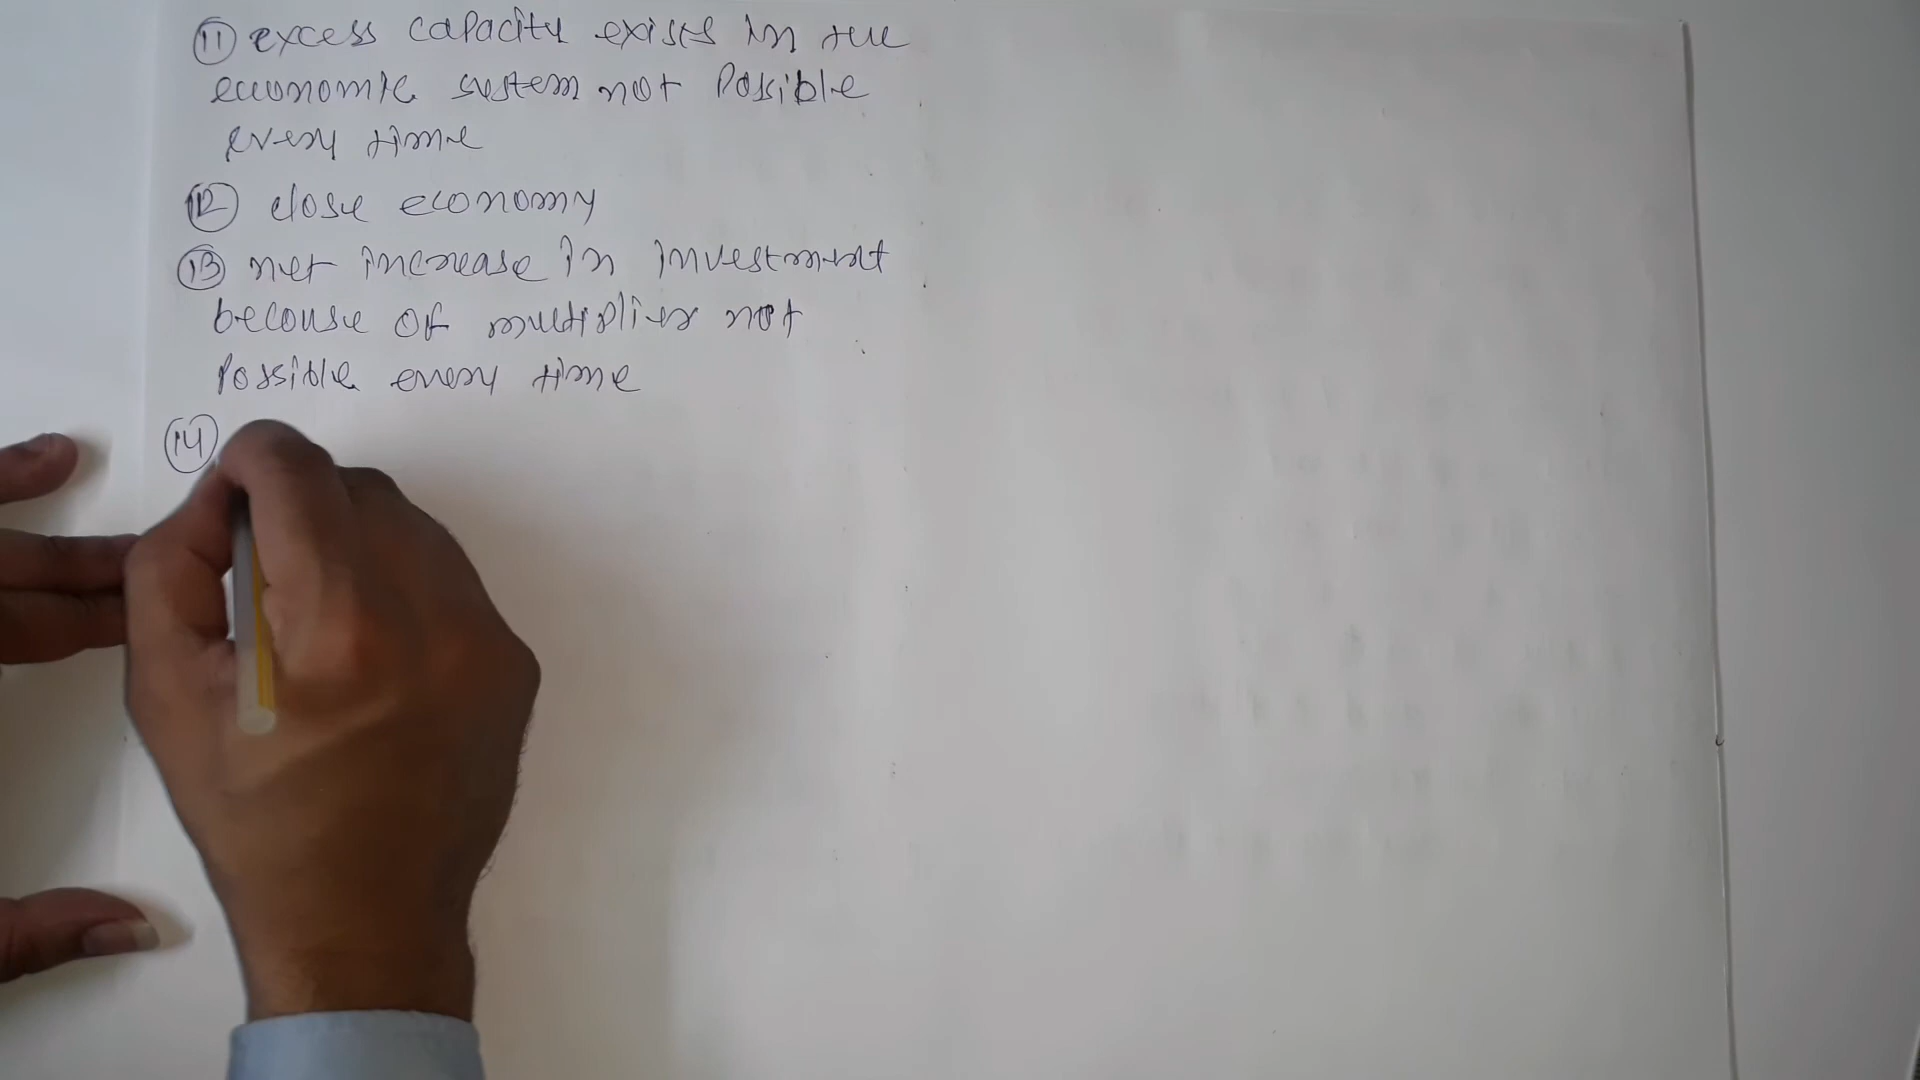 11 excess capacity exists in the
economic system not Possible
every time
12 close economy
13 net increase in investment
becouse of multiplier not
Possible every time
14